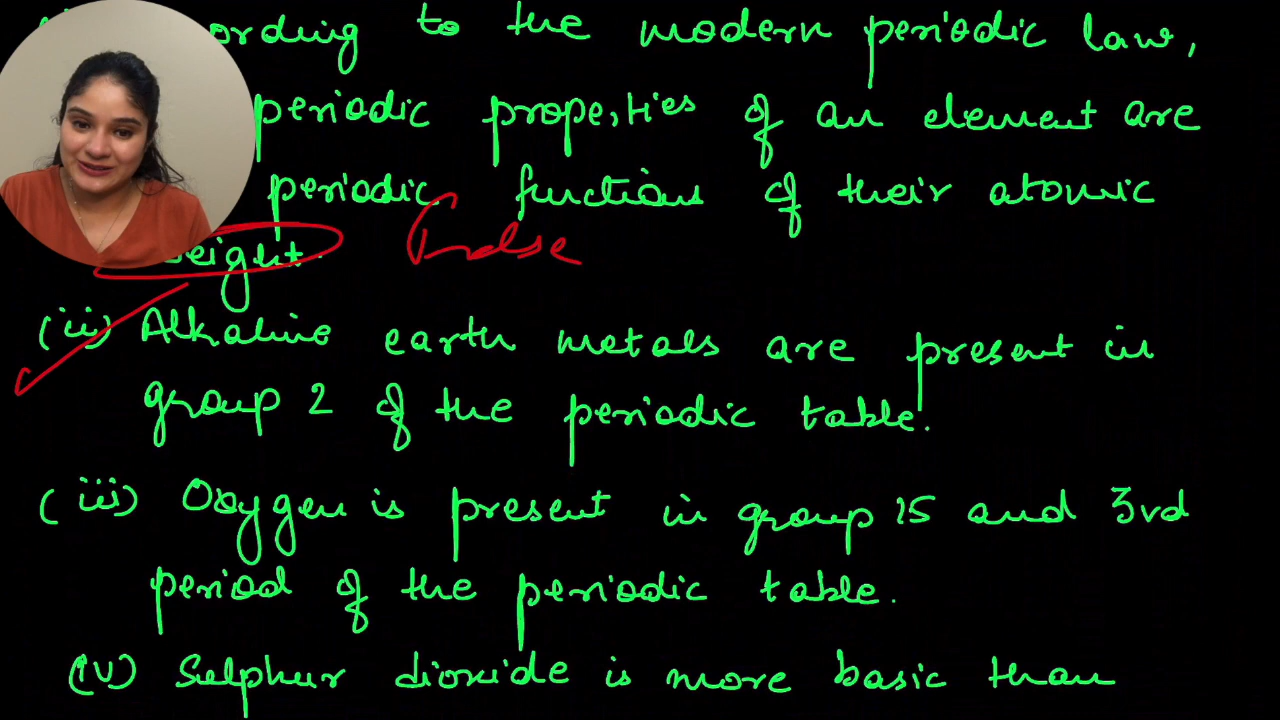 to the modern periodic law,
periodic properties of an element are
periodic functions of their atomic
False
(ii) Alkaline earth metals are present in
group 2 of the periodic table.
(iii) Oxygen is present in group 15 and 3rd
period of the periodic table.
(iv) Sulphur dioxide is more basic than